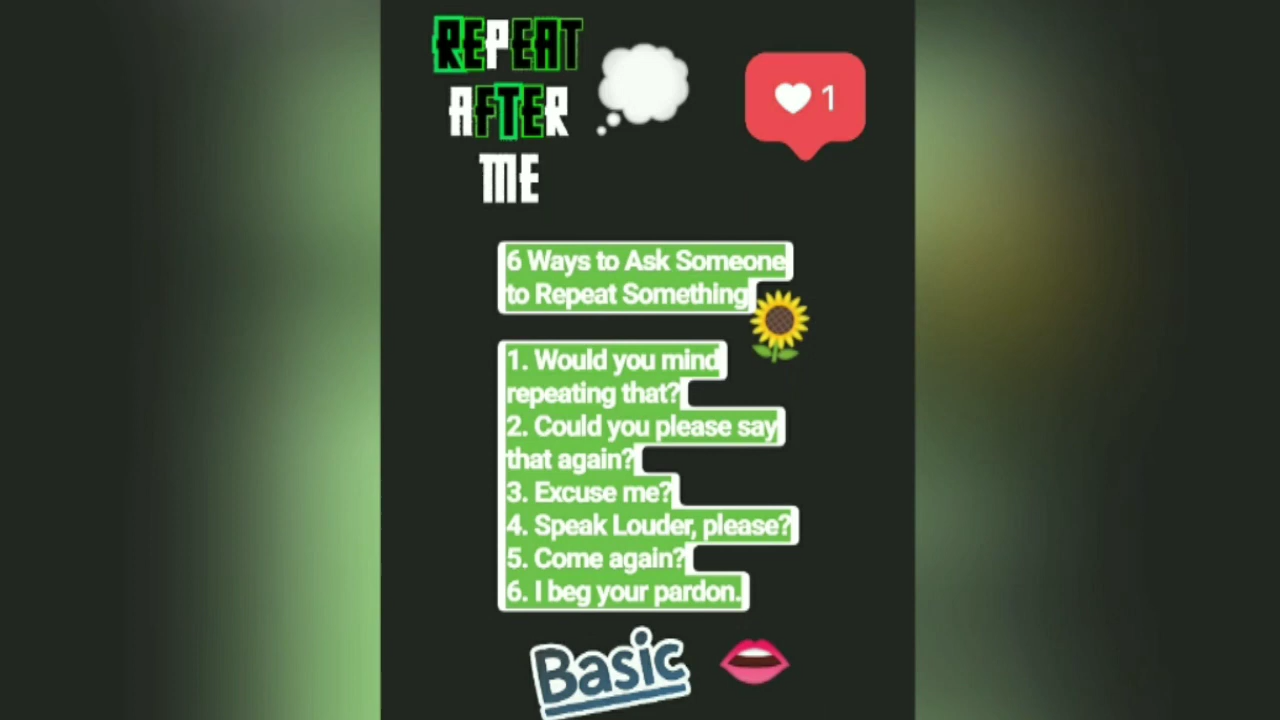 REPEAT
AFTER
ME
1
6 Ways to Ask Someone
to Repeat Something
1. Would you mind
repeating that?
2. Could you please say
that again?
3. Excuse me?
4. Speak Louder, please?
5. Come again?
6. I beg your pardon.
Basic